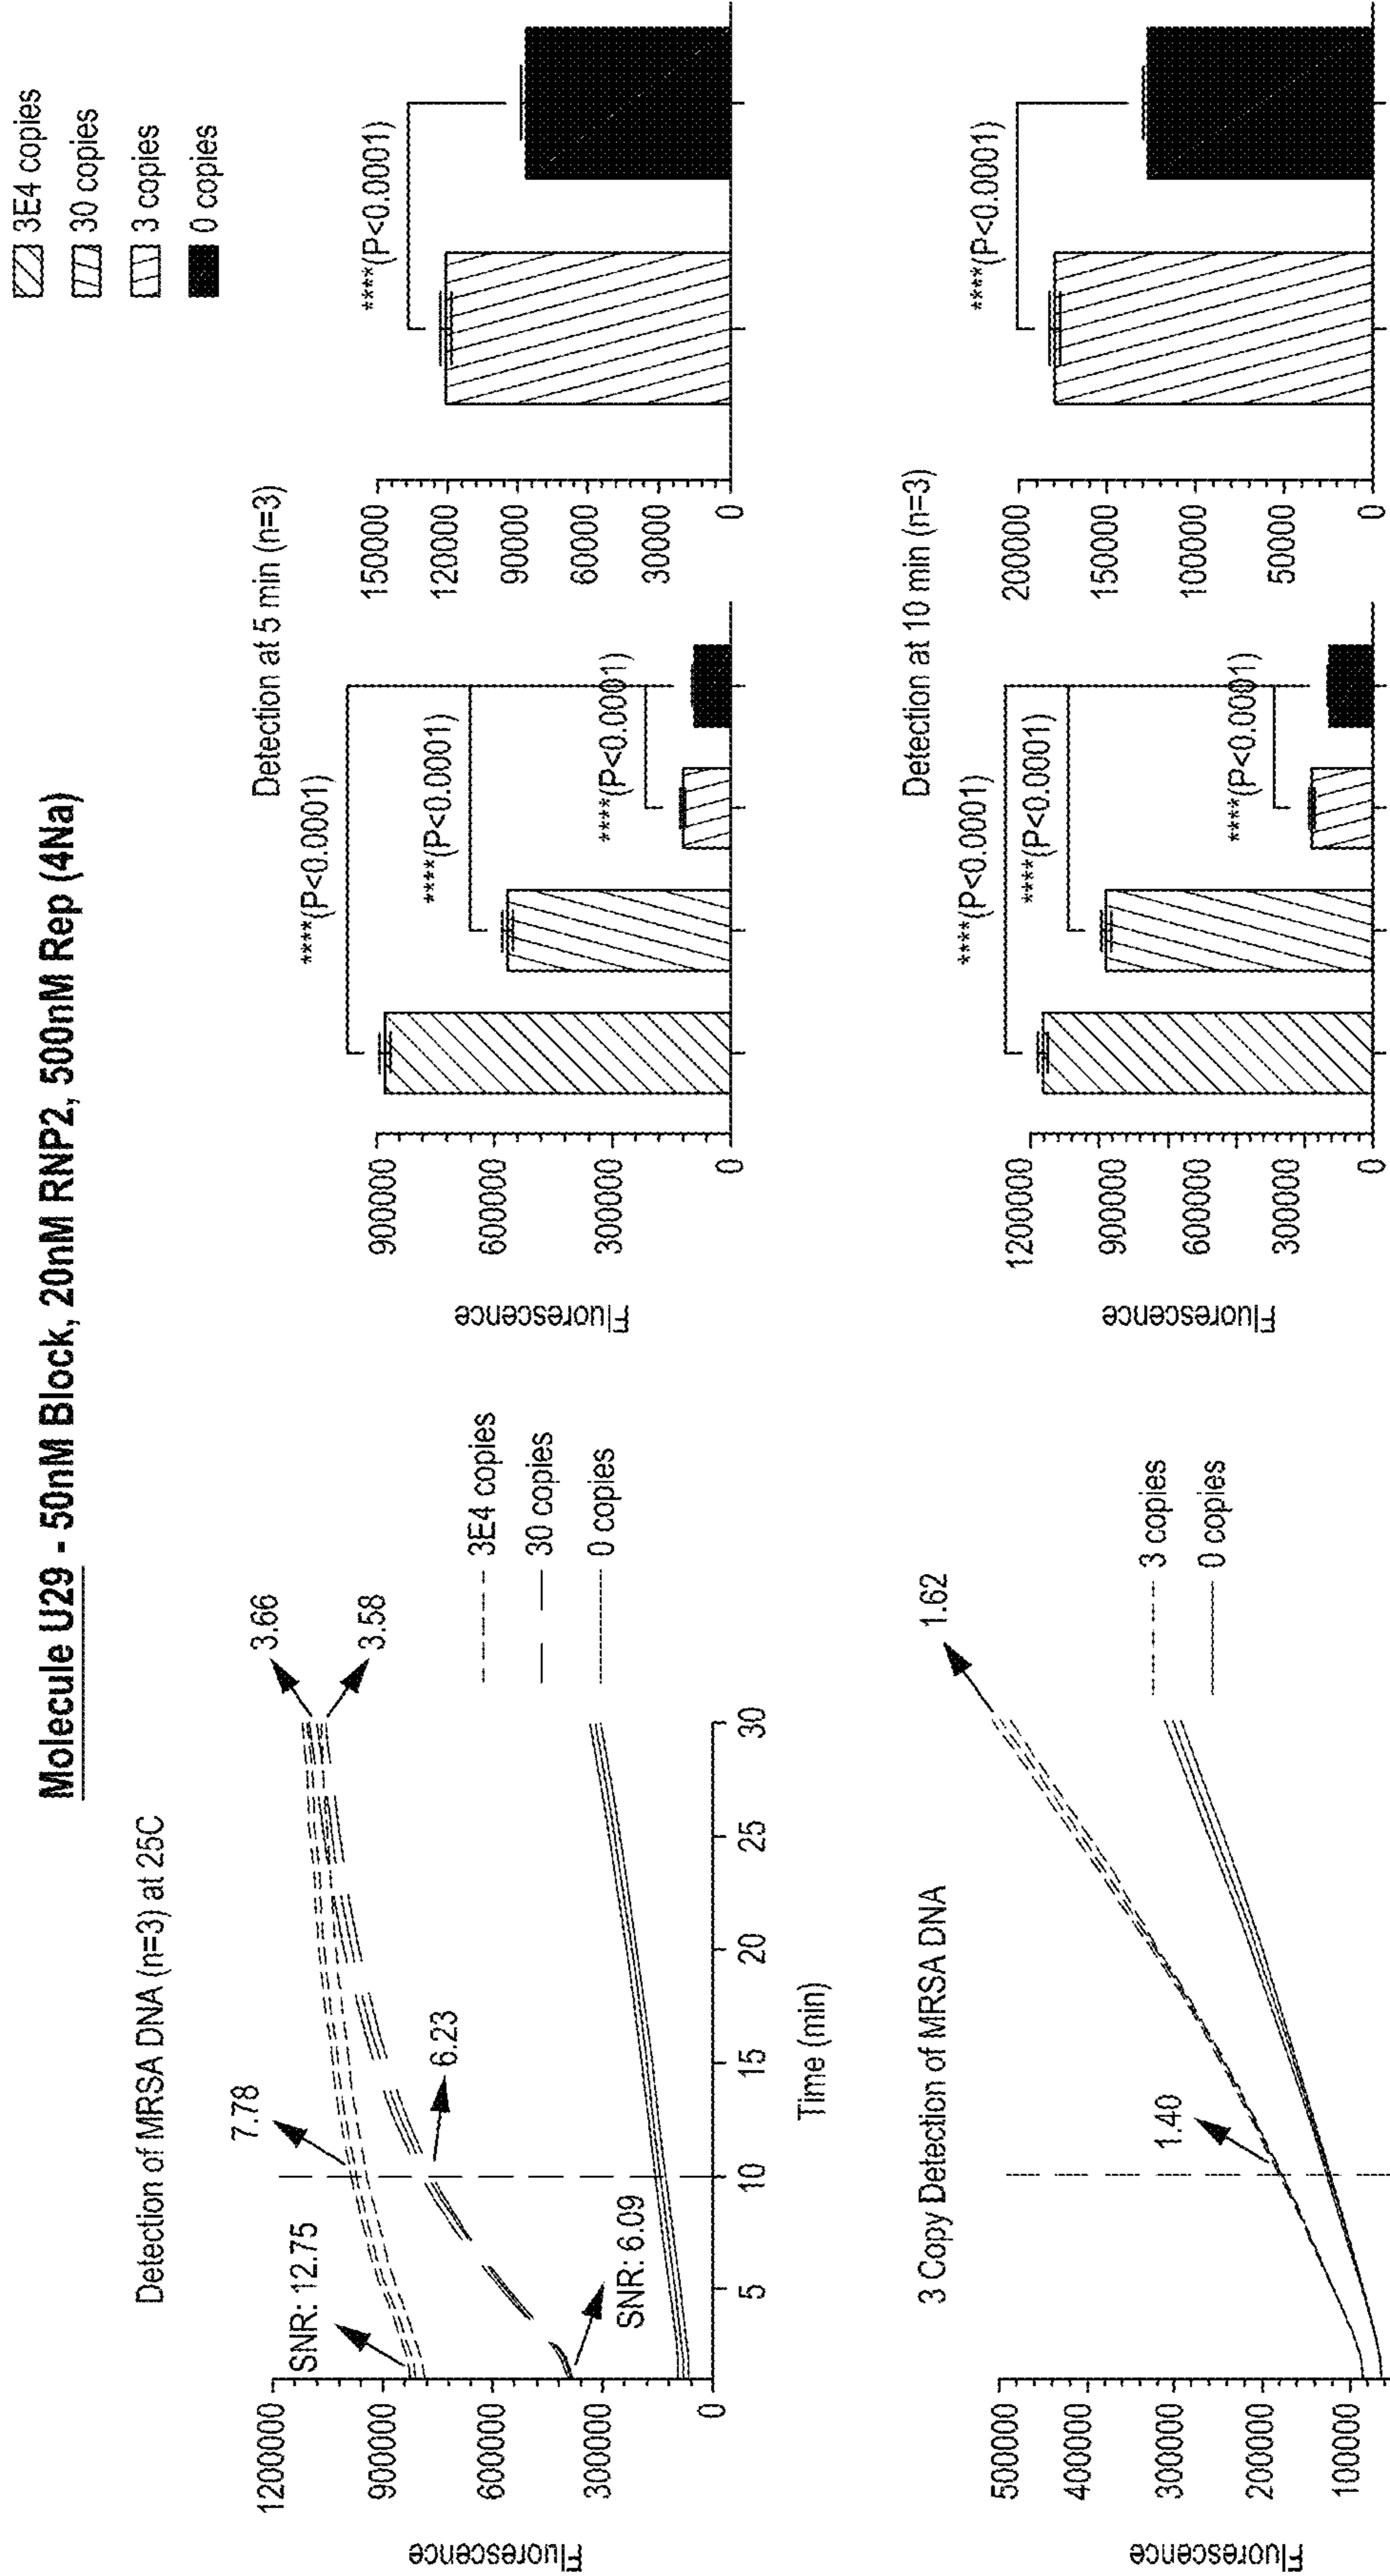 Molecule U29 - 50nM Block, 20nM RNP2, 500nM Rep (4Na)
3E4 copies
30 copies
3 copies
0 copies
Detection of MRSA DNA (n=3) at 25C
Fluorescence
1200000
900000
600000
300000
0
SNR: 12.75
7.78
3.66
3.58
6.23
SNR: 6.09
5
10
15
20
25
30
Time (min)
3E4 copies
30 copies
0 copies
Detection at 5 min (n=3)
Fluorescence
900000
600000
300000
0
****(P<0.0001)
****(P<0.0001)
****(P<0.0001)
150000
120000
90000
60000
30000
0
****(P<0.0001)
3 Copy Detection of MRSA DNA
Fluorescence
500000
400000
300000
200000
100000
1.40
1.62
3 copies
0 copies
Detection at 10 min (n=3)
Fluorescence
1200000
900000
600000
300000
0
****(P<0.0001)
****(P<0.0001)
****(P<0.0001)
200000
150000
100000
50000
0
****(P<0.0001)